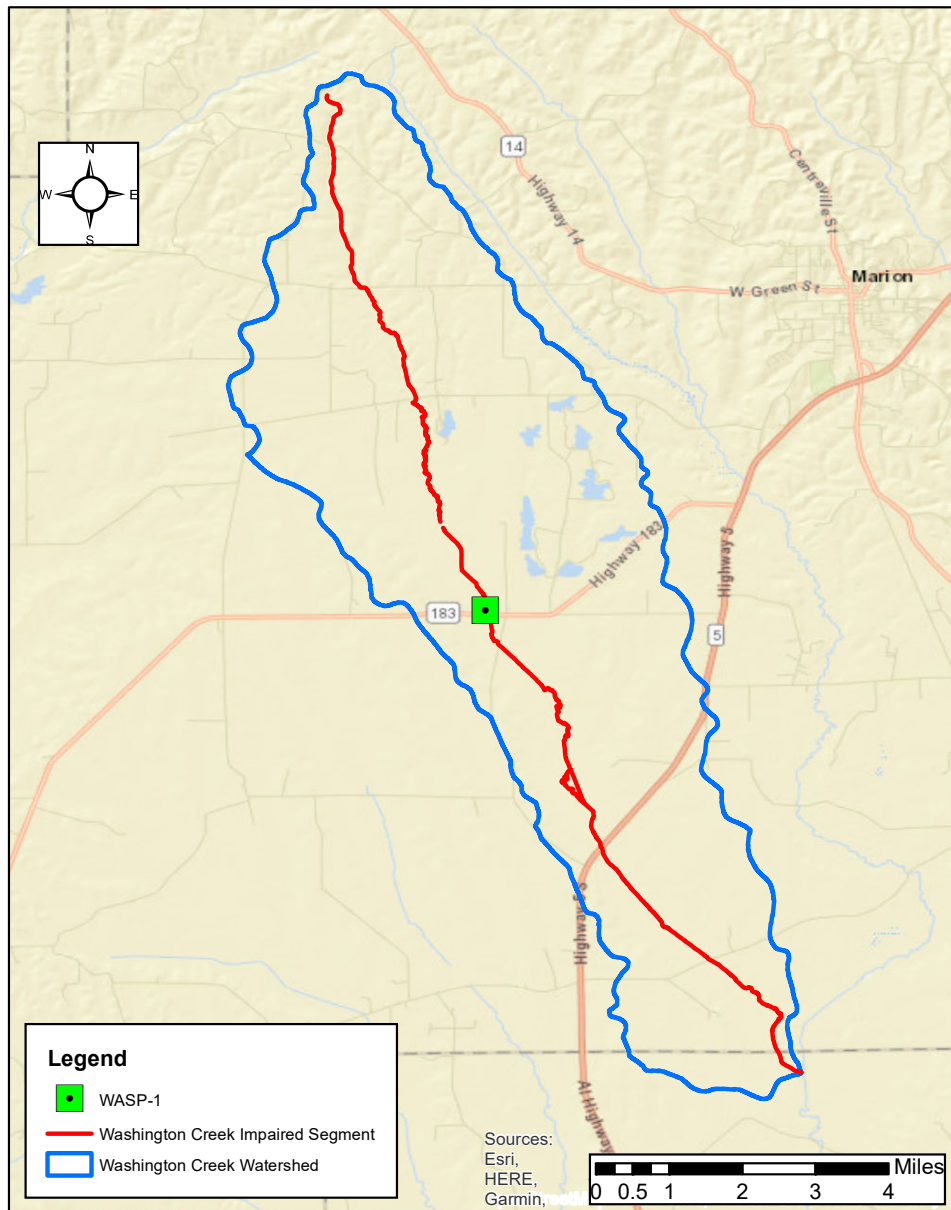 N
W E
S
14
Highway 14
Centreville St
Marion
W Green St
Highway 183
183
Highway 5
5
Highway 5
Al Highway
Legend
WASP-1
Washington Creek Impaired Segment
Washington Creek Watershed
Sources:
Esri,
HERE,
Garmin,
Miles
0 0.5 1 2 3 4